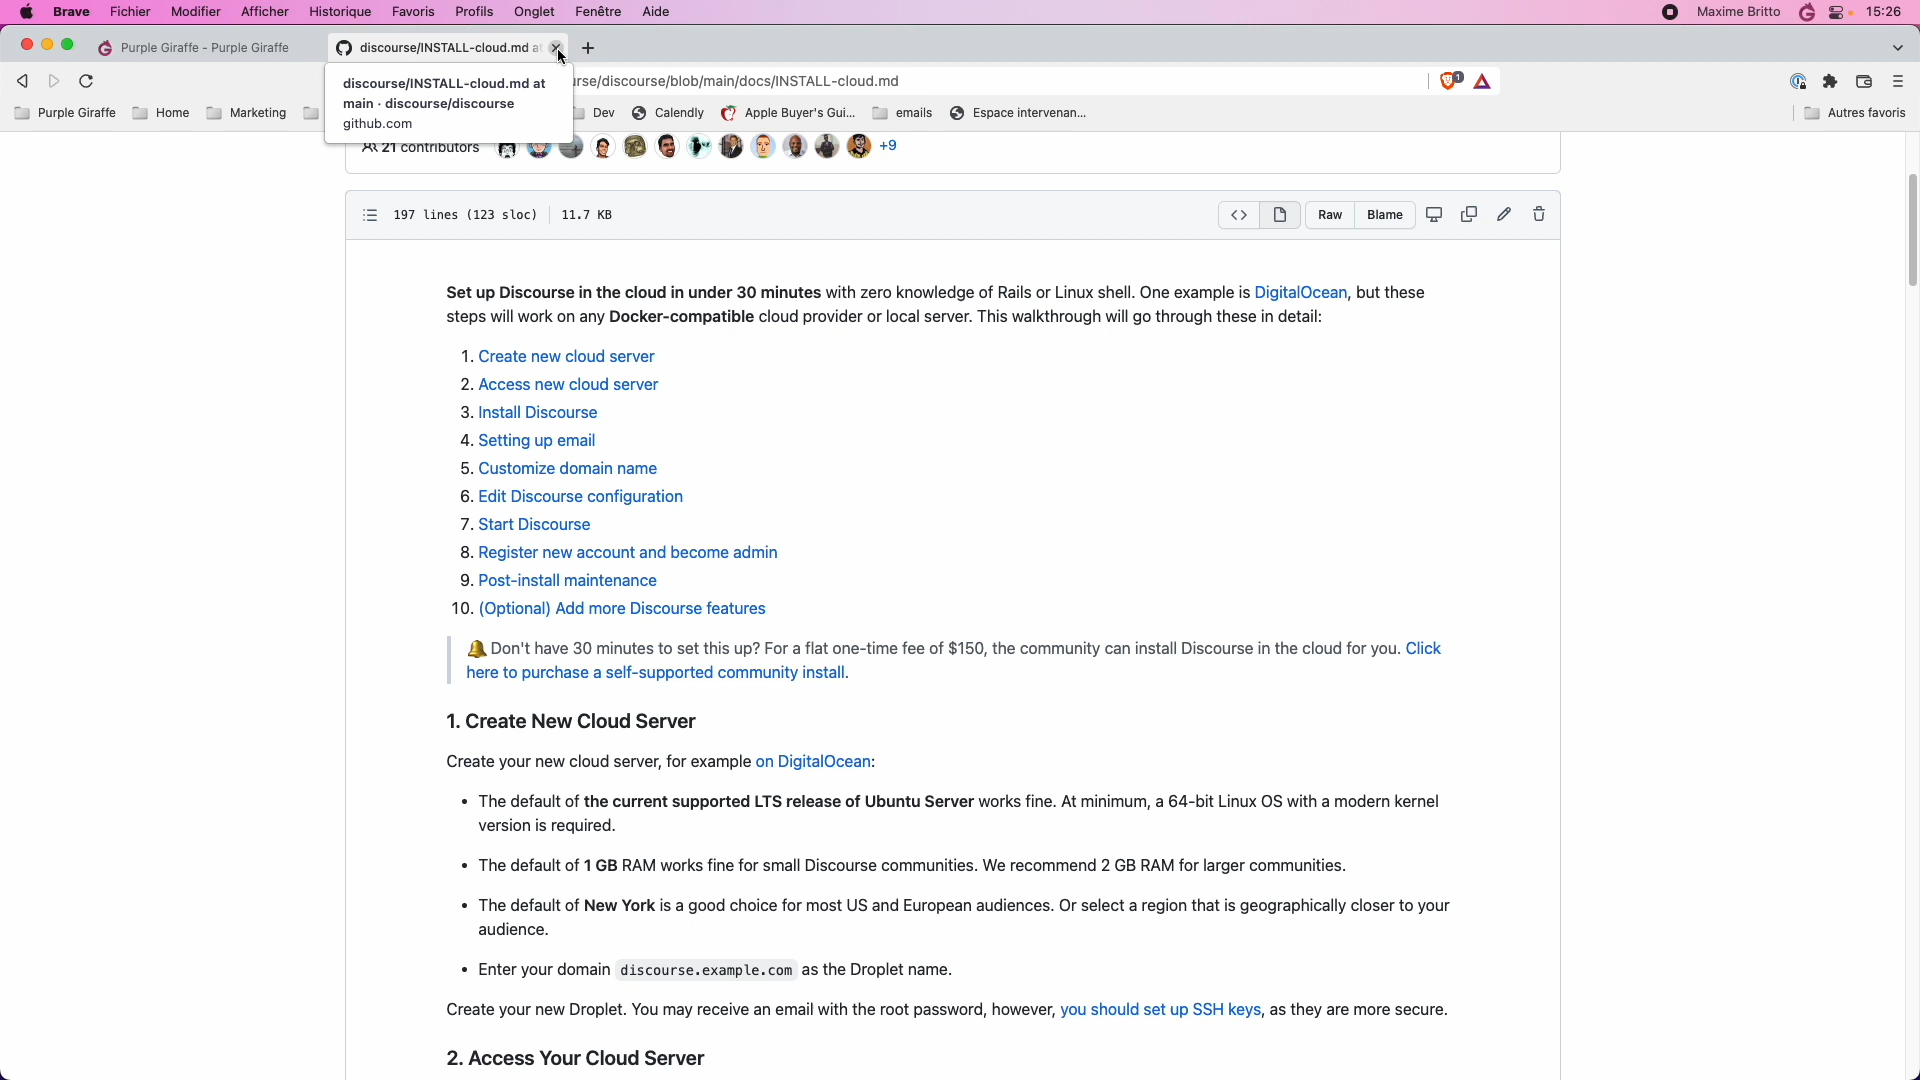 Brave Fichier Modifier Afficher Historique Favoris Profils Onglet Fenêtre Aide Maxime Britto 15:26
Purple Giraffe - Purple Giraffe discourse/INSTALL-cloud.md at
rse/discourse/blob/main/docs/INSTALL-cloud.md 1
discourse/INSTALL-cloud.md at
main · discourse/discourse
github.com
Purple Giraffe Home Marketing Dev Calendly Apple Buyer's Gui... emails Espace intervenan... Autres favoris
21 contributors +9
197 lines (123 sloc) 11.7 KB Raw Blame
Set up Discourse in the cloud in under 30 minutes with zero knowledge of Rails or Linux shell. One example is DigitalOcean, but these
steps will work on any Docker-compatible cloud provider or local server. This walkthrough will go through these in detail:
1. Create new cloud server
2. Access new cloud server
3. Install Discourse
4. Setting up email
5. Customize domain name
6. Edit Discourse configuration
7. Start Discourse
8. Register new account and become admin
9. Post-install maintenance
10. (Optional) Add more Discourse features
🔔 Don't have 30 minutes to set this up? For a flat one-time fee of $150, the community can install Discourse in the cloud for you. Click
here to purchase a self-supported community install.
1. Create New Cloud Server
Create your new cloud server, for example on DigitalOcean:
• The default of the current supported LTS release of Ubuntu Server works fine. At minimum, a 64-bit Linux OS with a modern kernel
version is required.
• The default of 1 GB RAM works fine for small Discourse communities. We recommend 2 GB RAM for larger communities.
• The default of New York is a good choice for most US and European audiences. Or select a region that is geographically closer to your
audience.
• Enter your domain discourse.example.com as the Droplet name.
Create your new Droplet. You may receive an email with the root password, however, you should set up SSH keys, as they are more secure.
2. Access Your Cloud Server